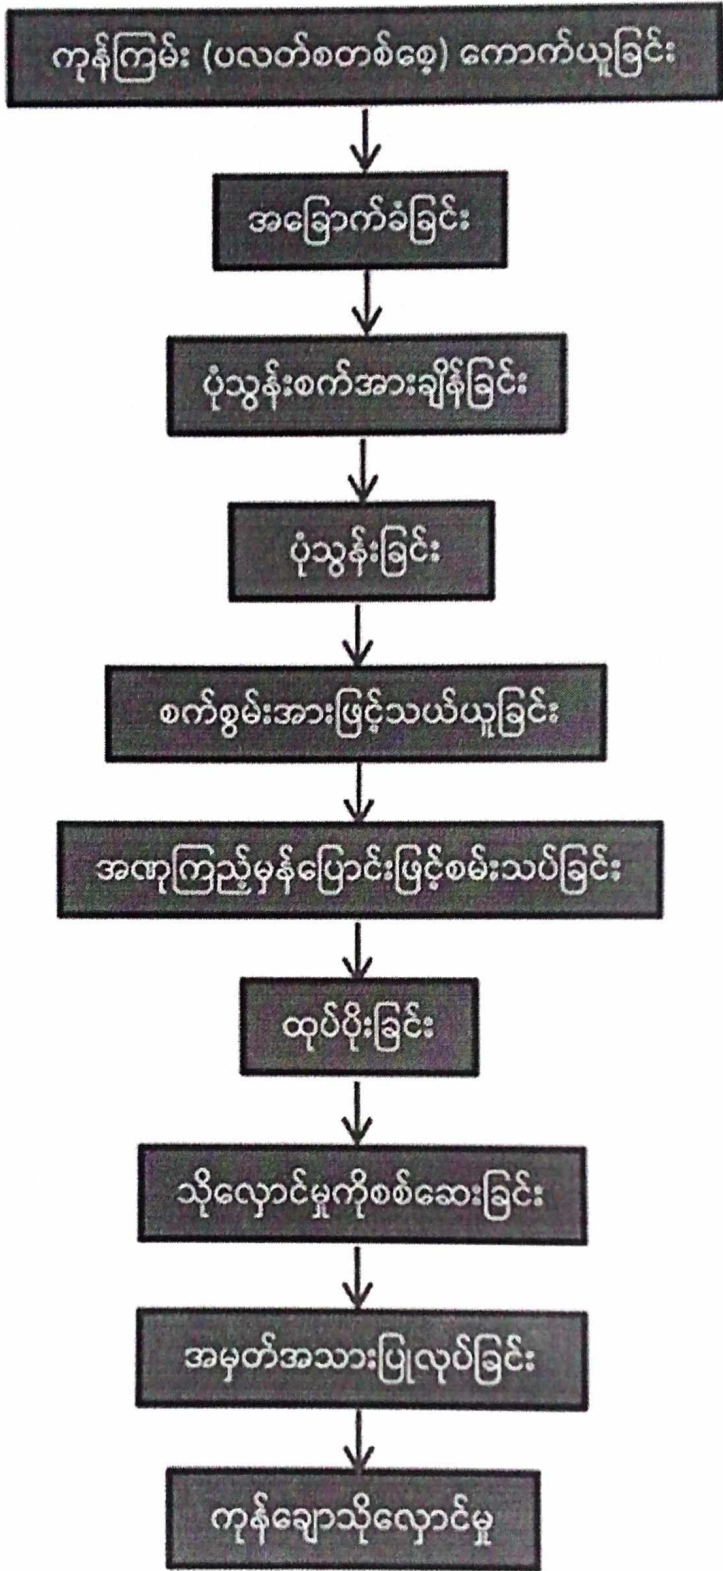 ကုန်ကြမ်း (ပလတ်စတစ်စေ့) ကောက်ယူခြင်း
အခြောက်ခံခြင်း
ပုံသွန်းစက်အားချိန်ခြင်း
ပုံသွန်းခြင်း
စက်စွမ်းအားဖြင့်သယ်ယူခြင်း
အဏုကြည့်မှန်ပြောင်းဖြင့်စမ်းသပ်ခြင်း
ထုပ်ပိုးခြင်း
သိုလှောင်မှုကိုစစ်ဆေးခြင်း
အမှတ်အသားပြုလုပ်ခြင်း
ကုန်ချောသိုလှောင်မှု